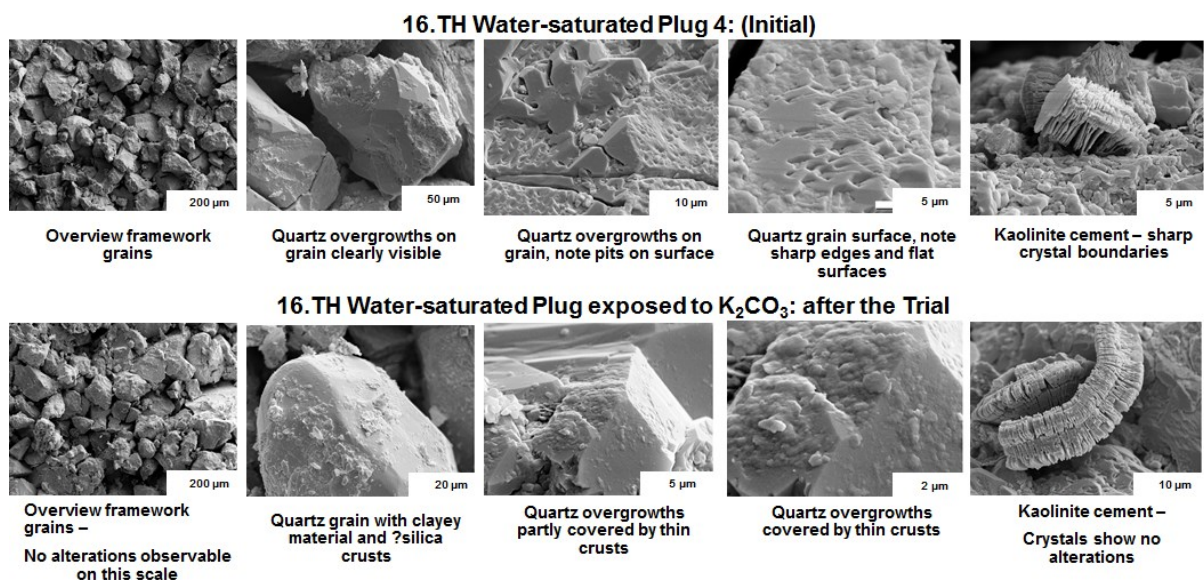 16.TH Water-saturated Plug 4: (Initial)
200 µm
50 µm
10 µm
5 µm
5 µm
Overview framework
grains
Quartz overgrowths on
grain clearly visible
Quartz overgrowths on
grain, note pits on surface
Quartz grain surface, note
sharp edges and flat
surfaces
Kaolinite cement – sharp
crystal boundaries
16.TH Water-saturated Plug exposed to K₂CO₃: after the Trial
200 µm
20 µm
5 µm
2 µm
10 µm
Overview framework
grains –
No alterations observable
on this scale
Quartz grain with clayey
material and ?silica
crusts
Quartz overgrowths
partly covered by thin
crusts
Quartz overgrowths
covered by thin crusts
Kaolinite cement –
Crystals show no
alterations